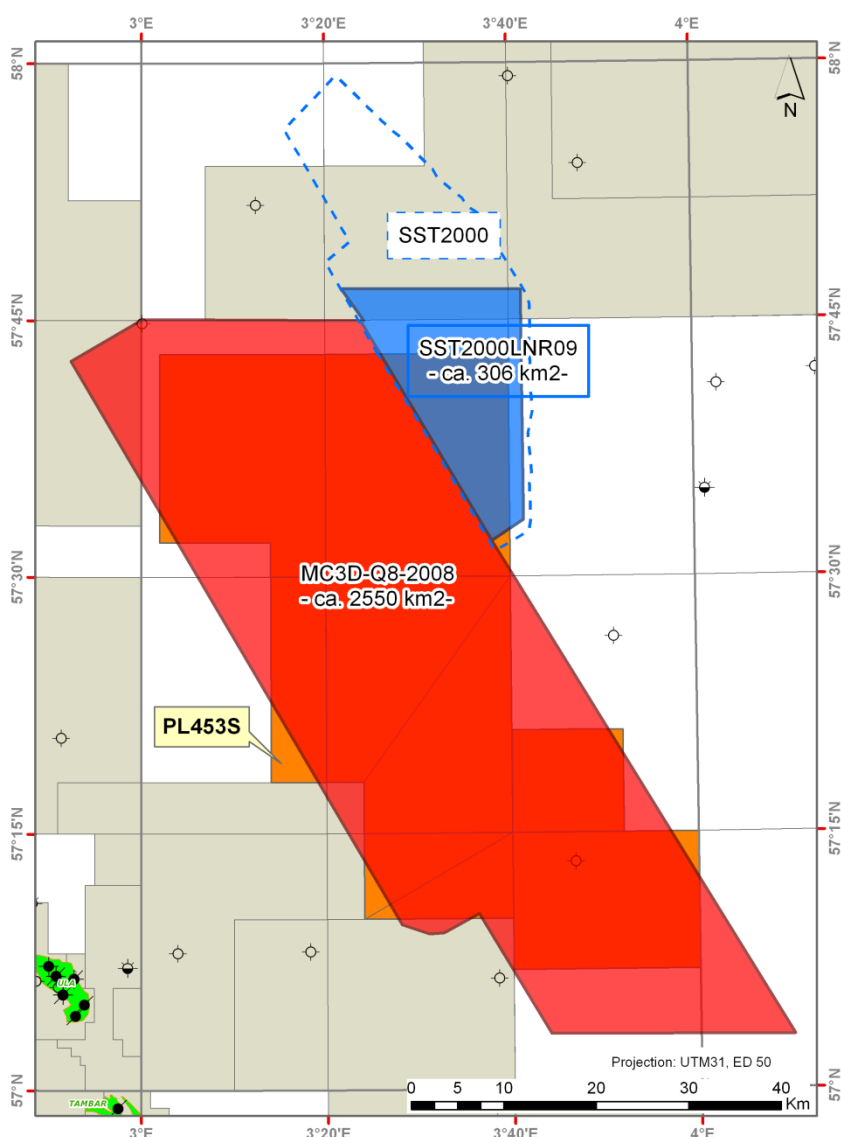 3°E
3°20'E
3°40'E
4°E
58°N
58°N
N
SST2000
57°45'N
57°45'N
SST2000LNR09
- ca. 306 km2-
57°30'N
57°30'N
MC3D-Q8-2008
- ca. 2550 km2-
PL453S
57°15'N
57°15'N
ULA
Projection: UTM31, ED 50
57°N
57°N
0 5 10 20 30 40
Km
TAMBAR
3°E
3°20'E
3°40'E
4°E